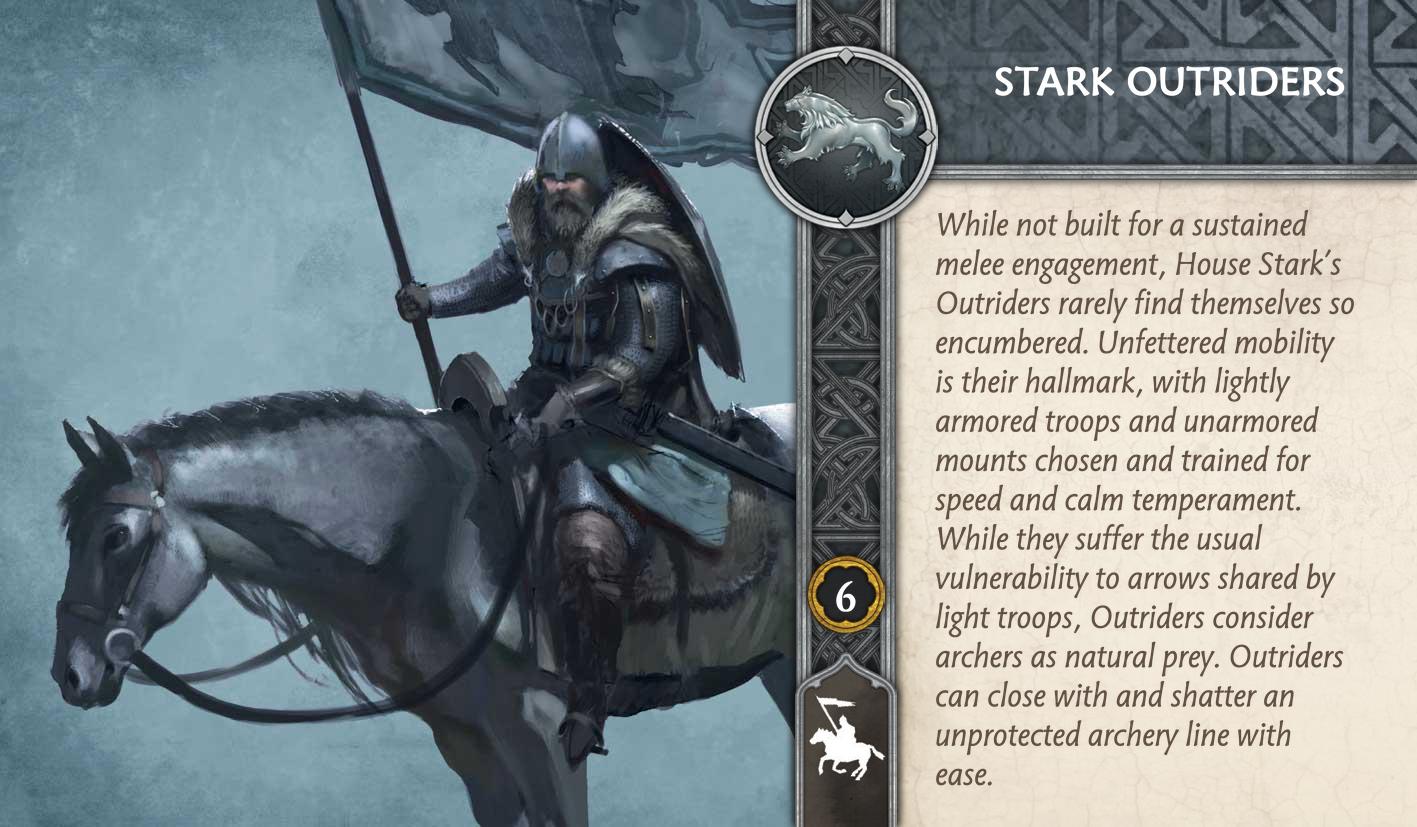 STARK OUTRIDERS
While not built for a sustained
melee engagement, House Stark's
Outriders rarely find themselves so
encumbered. Unfettered mobility
is their hallmark, with lightly
armored troops and unarmored
mounts chosen and trained for
speed and calm temperament.
While they suffer the usual
vulnerability to arrows shared by
light troops, Outriders consider
archers as natural prey. Outriders
can close with and shatter an
unprotected archery line with
ease.
6